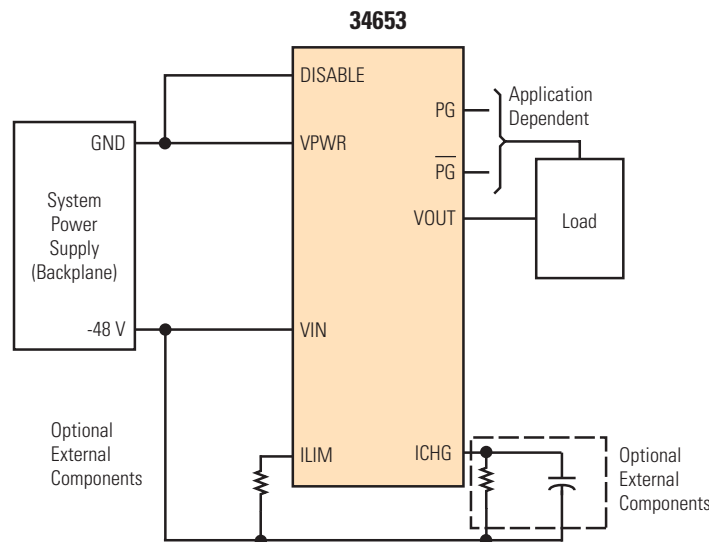 34653
DISABLE
PG
Application
Dependent
GND
VPWR
PG
System
Power
Supply
(Backplane)
VOUT
Load
-48 V
VIN
Optional
External
Components
ILIM
ICHG
Optional
External
Components